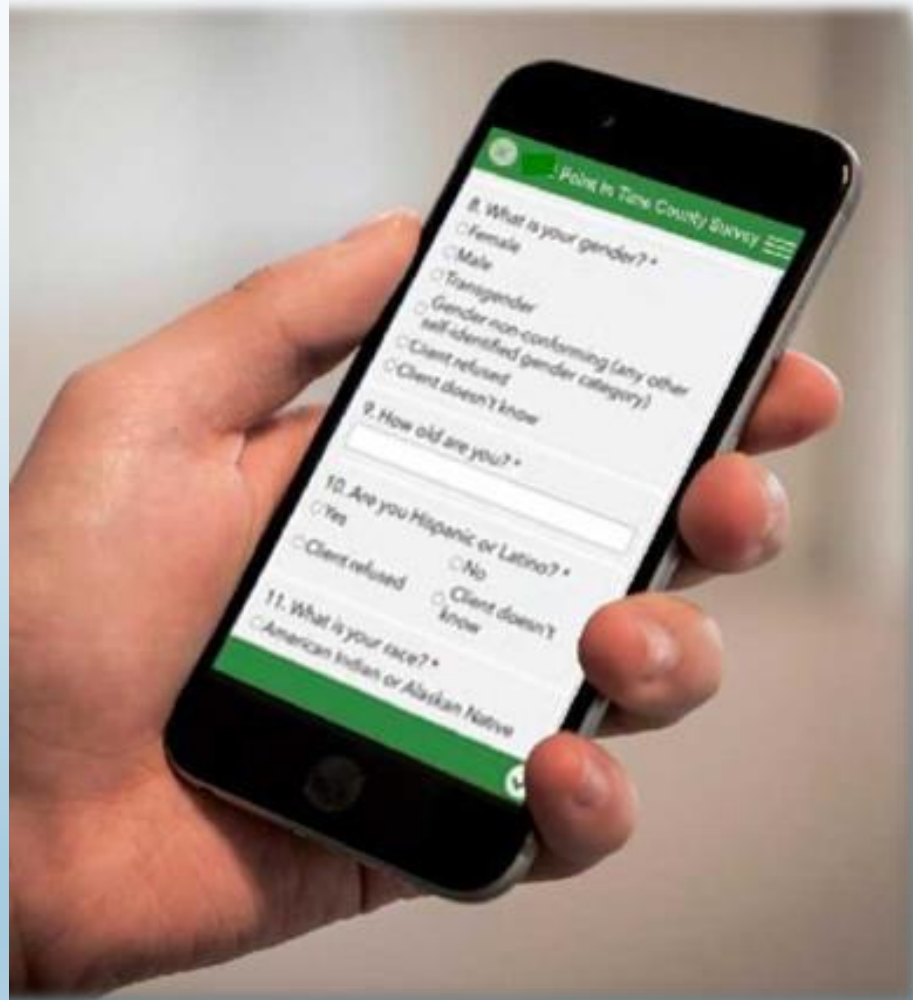 Point In Time County Survey
8. What is your gender? *
Female
Male
Transgender
Gender non-conforming (any other
self-identified gender category)
Client refused
Client doesn't know
9. How old are you? *
10. Are you Hispanic or Latino? *
Yes
No
Client refused
Client doesn't
know
11. What is your race? *
American Indian or Alaskan Native